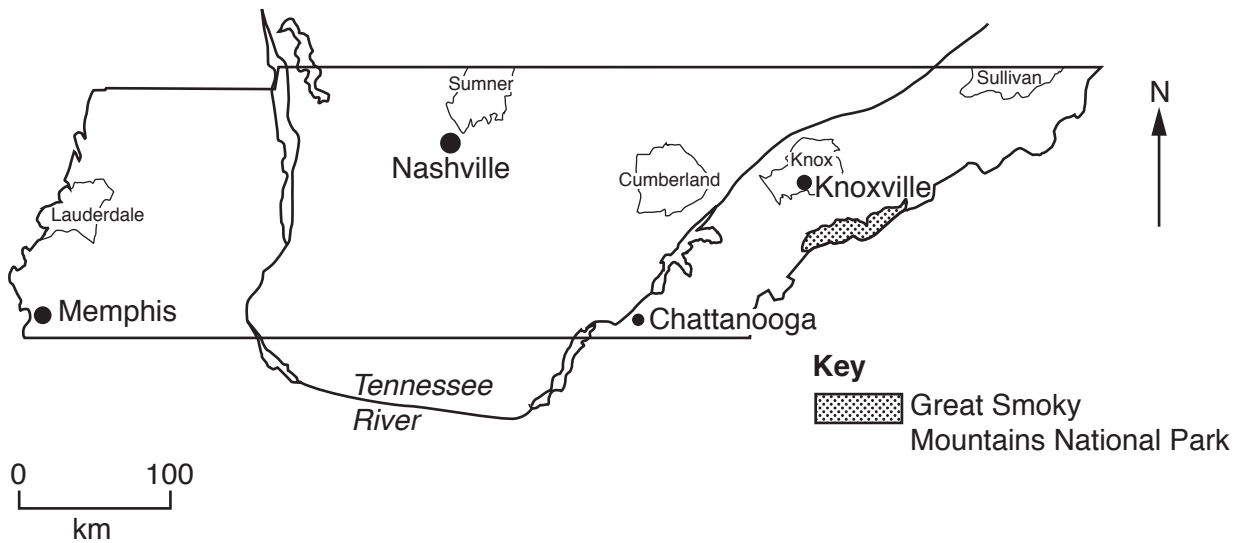 Sumner
Sullivan
N
Nashville
Knox
Cumberland
Knoxville
Lauderdale
Memphis
Chattanooga
Tennessee
River
Key
Great Smoky
Mountains National Park
0 100
km